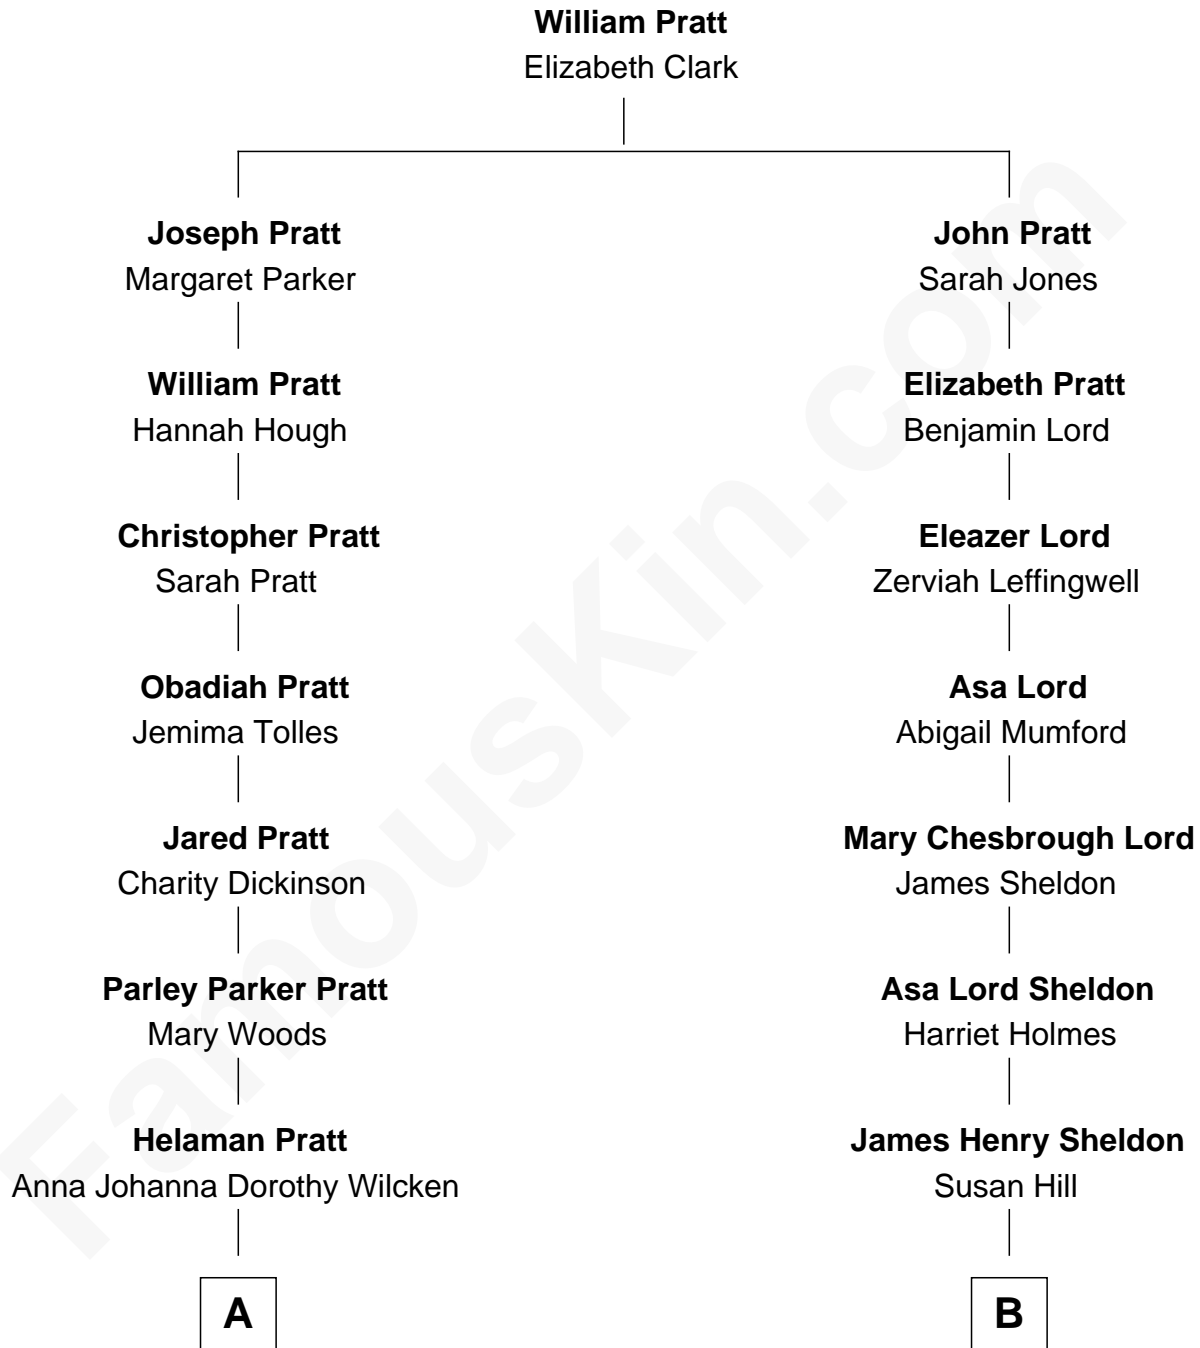 William Pratt
Elizabeth Clark
Joseph Pratt
Margaret Parker
John Pratt
Sarah Jones
William Pratt
Hannah Hough
Elizabeth Pratt
Benjamin Lord
Christopher Pratt
Sarah Pratt
Eleazer Lord
Zerviah Leffingwell
Obadiah Pratt
Jemima Tolles
Asa Lord
Abigail Mumford
Jared Pratt
Charity Dickinson
Mary Chesbrough Lord
James Sheldon
Parley Parker Pratt
Mary Woods
Asa Lord Sheldon
Harriet Holmes
Helaman Pratt
Anna Johanna Dorothy Wilcken
James Henry Sheldon
Susan Hill
A
B
FamousKin.com